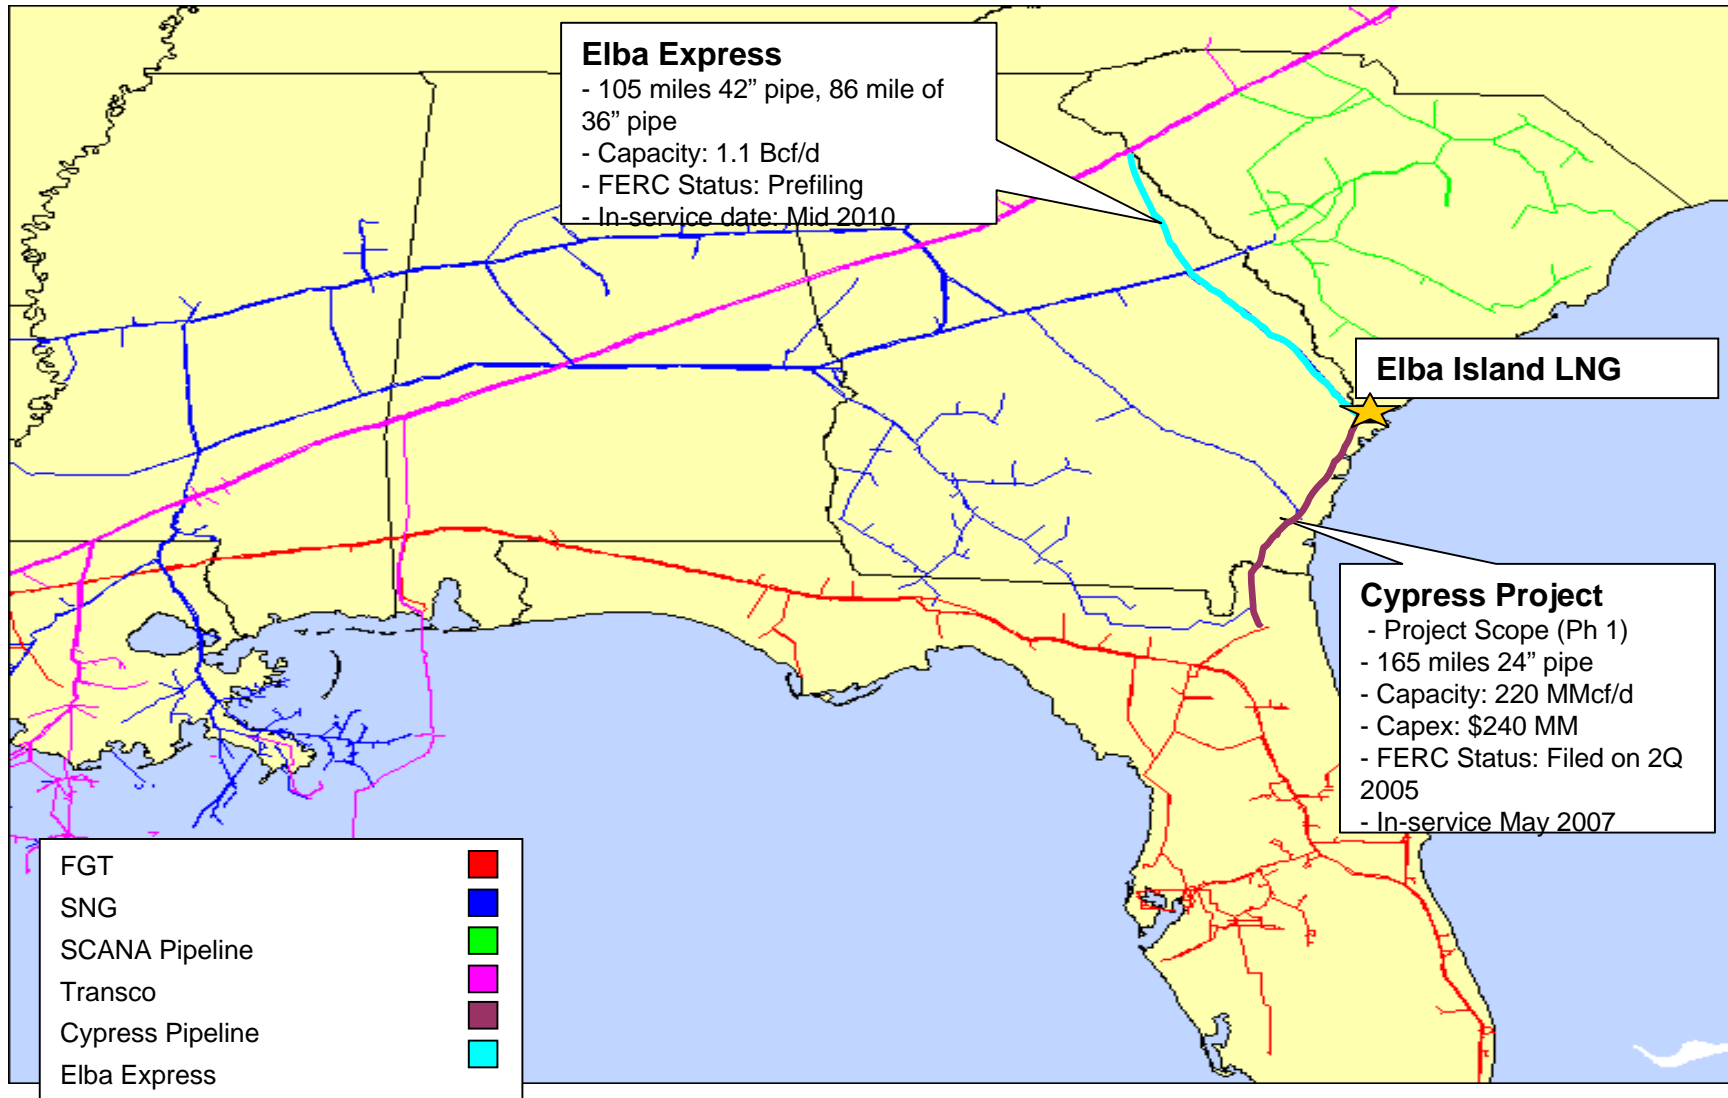 Elba Express
- 105 miles 42” pipe, 86 mile of
36” pipe
- Capacity: 1.1 Bcf/d
- FERC Status: Prefiling
- In-service date: Mid 2010
Elba Island LNG
Cypress Project
- Project Scope (Ph 1)
- 165 miles 24” pipe
- Capacity: 220 MMcf/d
- Capex: $240 MM
- FERC Status: Filed on 2Q
2005
- In-service May 2007
FGT
SNG
SCANA Pipeline
Transco
Cypress Pipeline
Elba Express